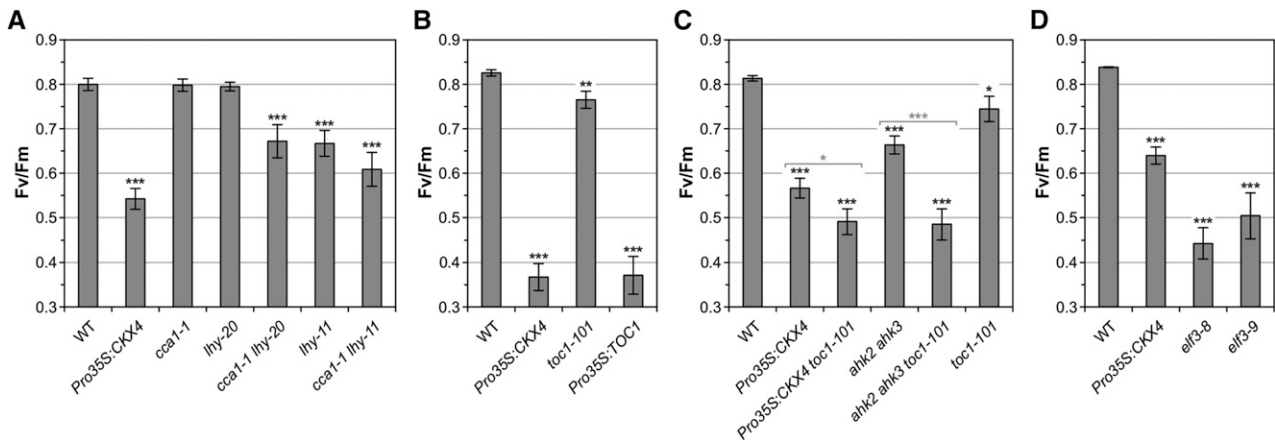 A
Fv/Fm
0.9
0.8
0.7
0.6
0.5
0.4
0.3
***
***
***
***
WT
Pro35S:CKX4
cca1-1
lhy-20
cca1-1 lhy-20
lhy-11
cca1-1 lhy-11
B
0.9
0.8
0.7
0.6
0.5
0.4
0.3
***
**
***
WT
Pro35S:CKX4
toc1-101
Pro35S:TOC1
C
Fv/Fm
0.9
0.8
0.7
0.6
0.5
0.4
0.3
*
***
***
***
***
***
*
WT
Pro35S:CKX4
Pro35S:CKX4 toc1-101
ahk2 ahk3
ahk2 ahk3 toc1-101
toc1-101
D
0.9
0.8
0.7
0.6
0.5
0.4
0.3
***
***
***
WT
Pro35S:CKX4
elf3-8
elf3-9